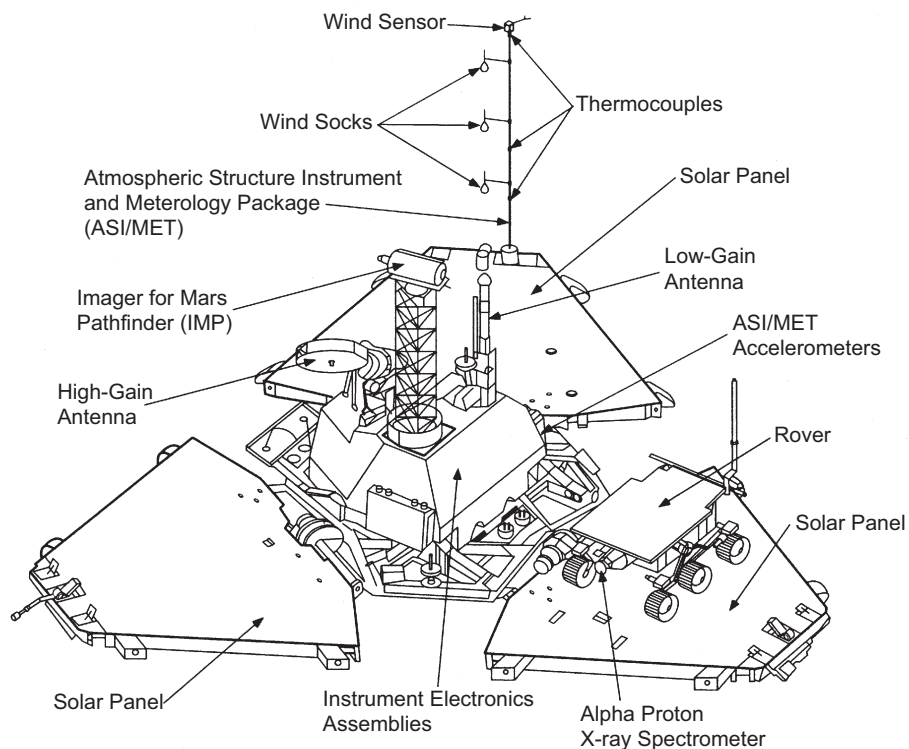 Wind Sensor
Thermocouples
Wind Socks
Atmospheric Structure Instrument
and Meterology Package
(ASI/MET)
Solar Panel
Low-Gain
Antenna
Imager for Mars
Pathfinder (IMP)
ASI/MET
Accelerometers
High-Gain
Antenna
Rover
Solar Panel
Solar Panel
Instrument Electronics
Assemblies
Alpha Proton
X-ray Spectrometer